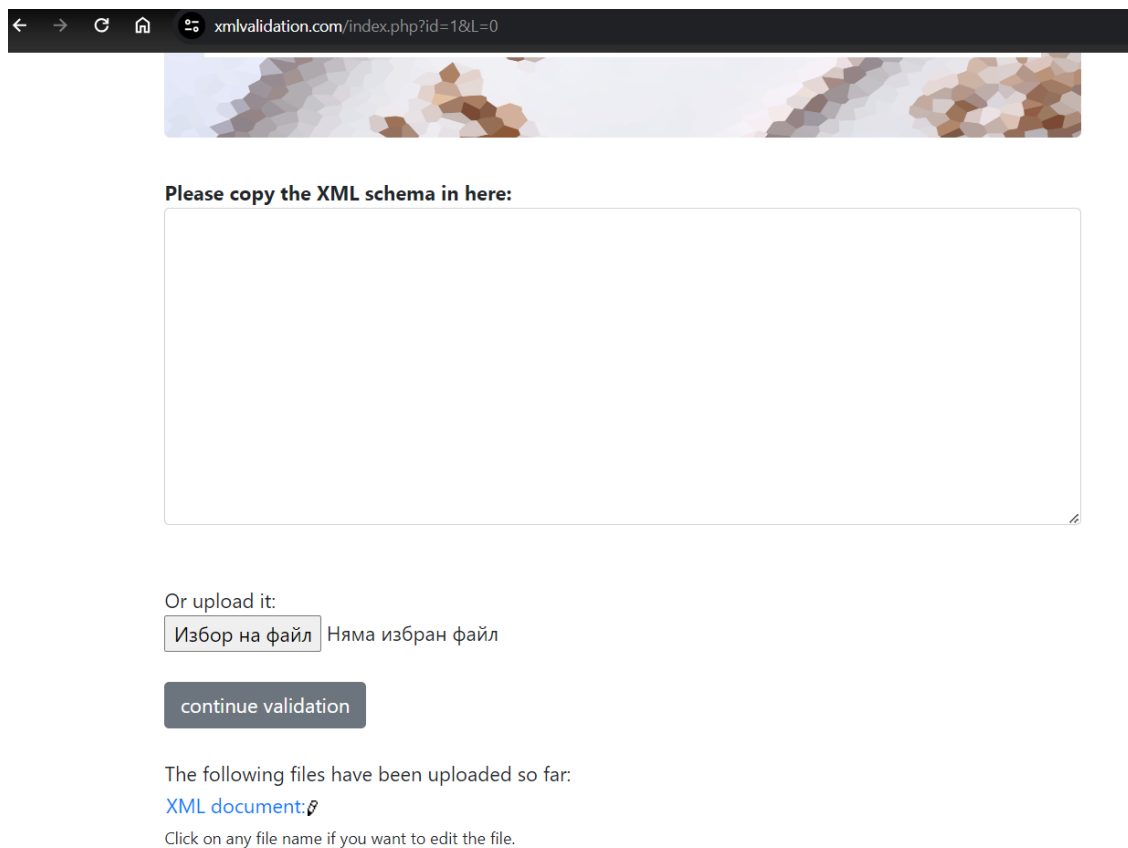 xmlvalidation.com/index.php?id=1&L=0
Please copy the XML schema in here:
Or upload it:
Избор на файл Няма избран файл
continue validation
The following files have been uploaded so far:
XML document:
Click on any file name if you want to edit the file.